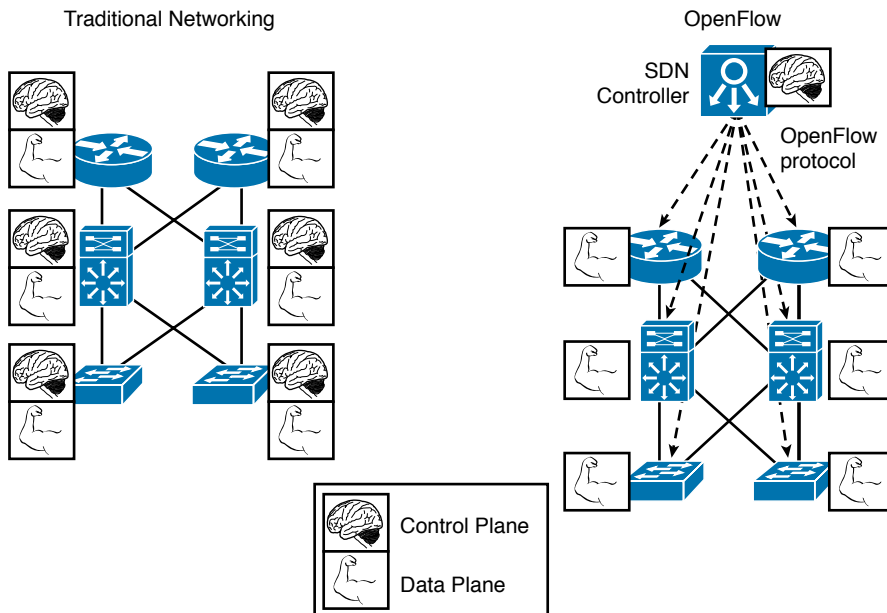 Traditional Networking
OpenFlow
SDN
Controller
OpenFlow
protocol
Control Plane
Data Plane